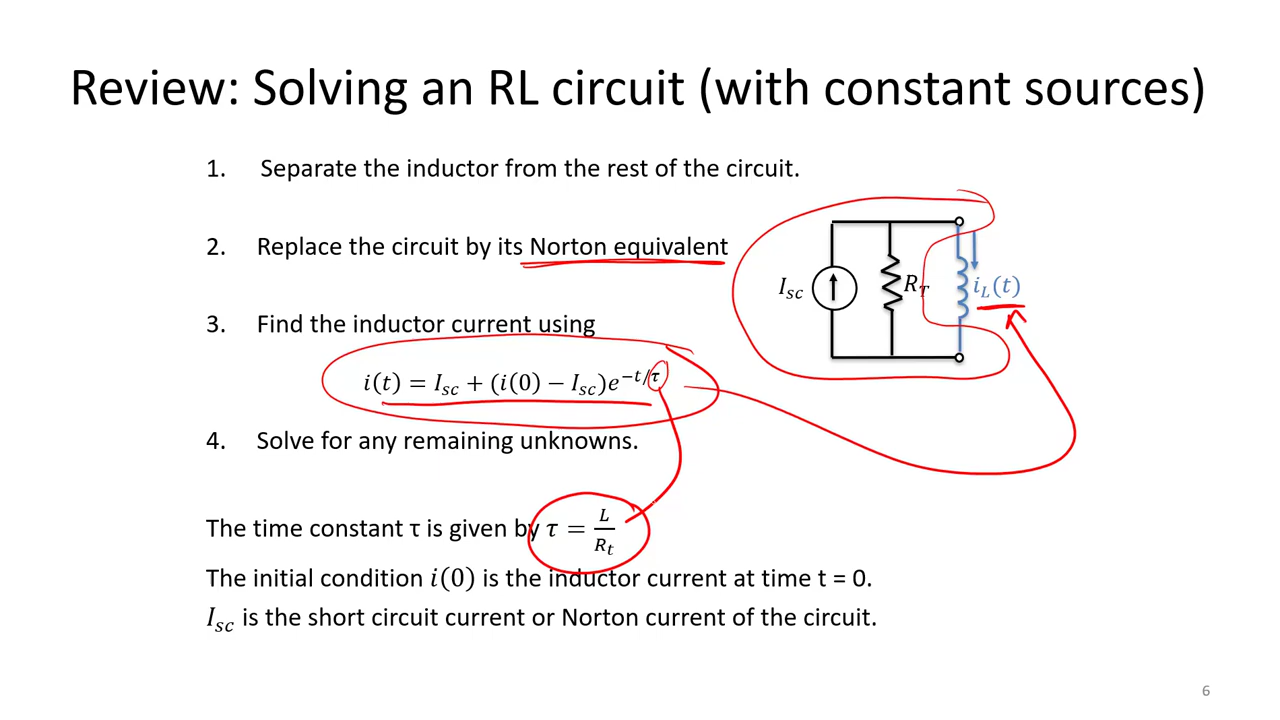 Review: Solving an RL circuit (with constant sources)
1. Separate the inductor from the rest of the circuit.
2. Replace the circuit by its Norton equivalent
3. Find the inductor current using
i(t) = I_sc + (i(0) − I_sc)e^{−t/τ}
4. Solve for any remaining unknowns.
I_sc
R_T
i_L(t)
The time constant τ is given by τ = L/R_t
The initial condition i(0) is the inductor current at time t = 0.
I_sc is the short circuit current or Norton current of the circuit.
6